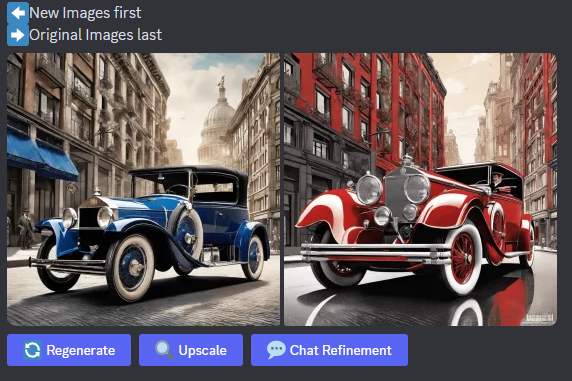 New Images first
Original Images last
Regenerate
Upscale
Chat Refinement